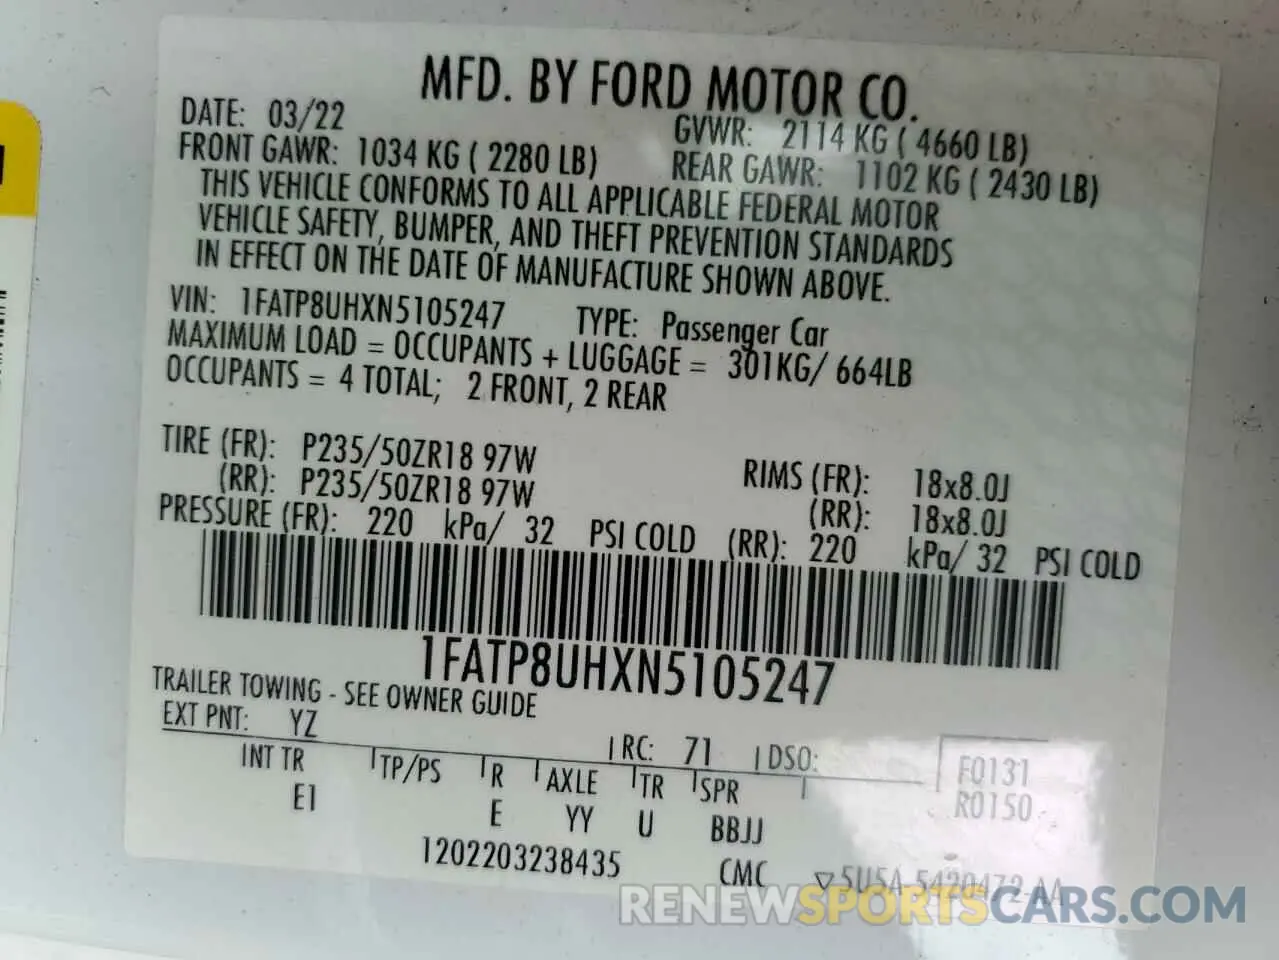 MFD. BY FORD MOTOR CO.
DATE: 03/22 GVWR: 2114 KG ( 4660 LB)
FRONT GAWR: 1034 KG ( 2280 LB) REAR GAWR: 1102 KG ( 2430 LB)
THIS VEHICLE CONFORMS TO ALL APPLICABLE FEDERAL MOTOR
VEHICLE SAFETY, BUMPER, AND THEFT PREVENTION STANDARDS
IN EFFECT ON THE DATE OF MANUFACTURE SHOWN ABOVE.
VIN: 1FATP8UHXN5105247 TYPE: Passenger Car
MAXIMUM LOAD = OCCUPANTS + LUGGAGE = 301KG/ 664LB
OCCUPANTS = 4 TOTAL; 2 FRONT, 2 REAR
TIRE (FR): P235/50ZR18 97W RIMS (FR): 18x8.0J
(RR): P235/50ZR18 97W (RR): 18x8.0J
PRESSURE (FR): 220 kPa/ 32 PSI COLD (RR): 220 kPa/ 32 PSI COLD
1FATP8UHXN5105247
TRAILER TOWING - SEE OWNER GUIDE
EXT PNT: YZ RC: 71 DSO: F0131
INT TR TP/PS R AXLE TR SPR R0150
E1 E YY U BBJJ
1202203238435 CMC ▽5U5A-5420472-AA
RENEWSPORTSCARS.COM